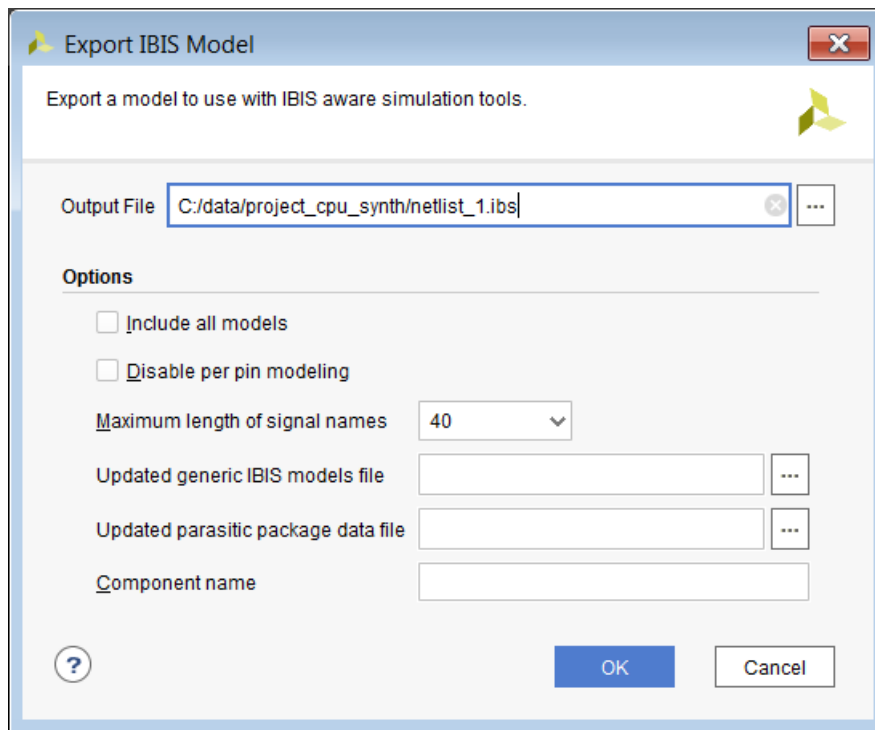 Export IBIS Model
Export a model to use with IBIS aware simulation tools.
Output File C:/data/project_cpu_synth/netlist_1.ibs ...
Options
Include all models
Disable per pin modeling
Maximum length of signal names 40
Updated generic IBIS models file ...
Updated parasitic package data file ...
Component name
? OK Cancel